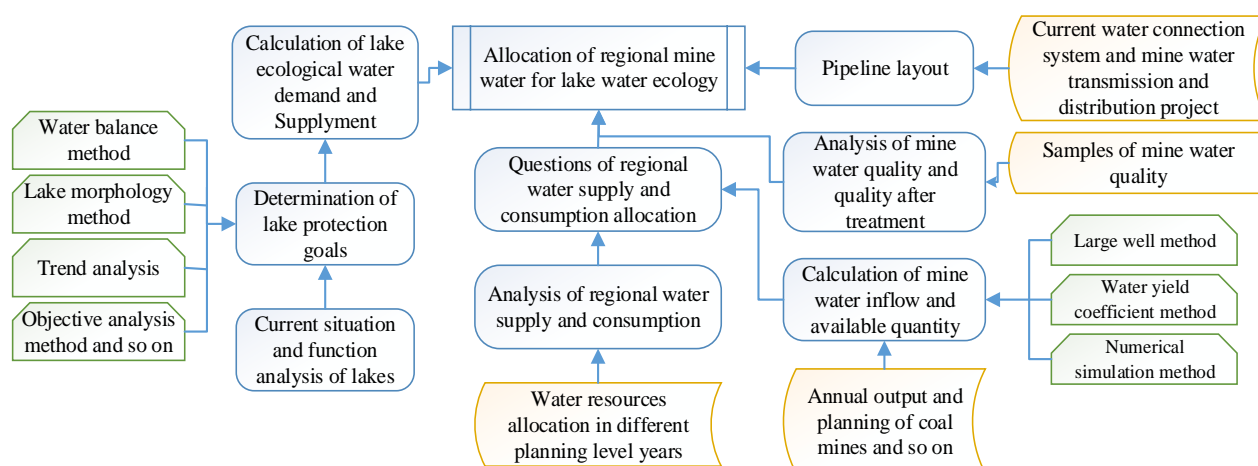 Calculation of lake
ecological water
demand and
Supplyment
Allocation of regional mine
water for lake water ecology
Pipeline layout
Current water connection
system and mine water
transmission and
distribution project
Water balance
method
Lake morphology
method
Trend analysis
Objective analysis
method and so on
Determination of
lake protection
goals
Current situation
and function
analysis of lakes
Questions of regional
water supply and
consumption allocation
Analysis of regional water
supply and consumption
Water resources
allocation in different
planning level years
Analysis of mine
water quality and
quality after
treatment
Samples of mine water
quality
Calculation of mine
water inflow and
available quantity
Annual output and
planning of coal
mines and so on
Large well method
Water yield
coefficient method
Numerical
simulation method